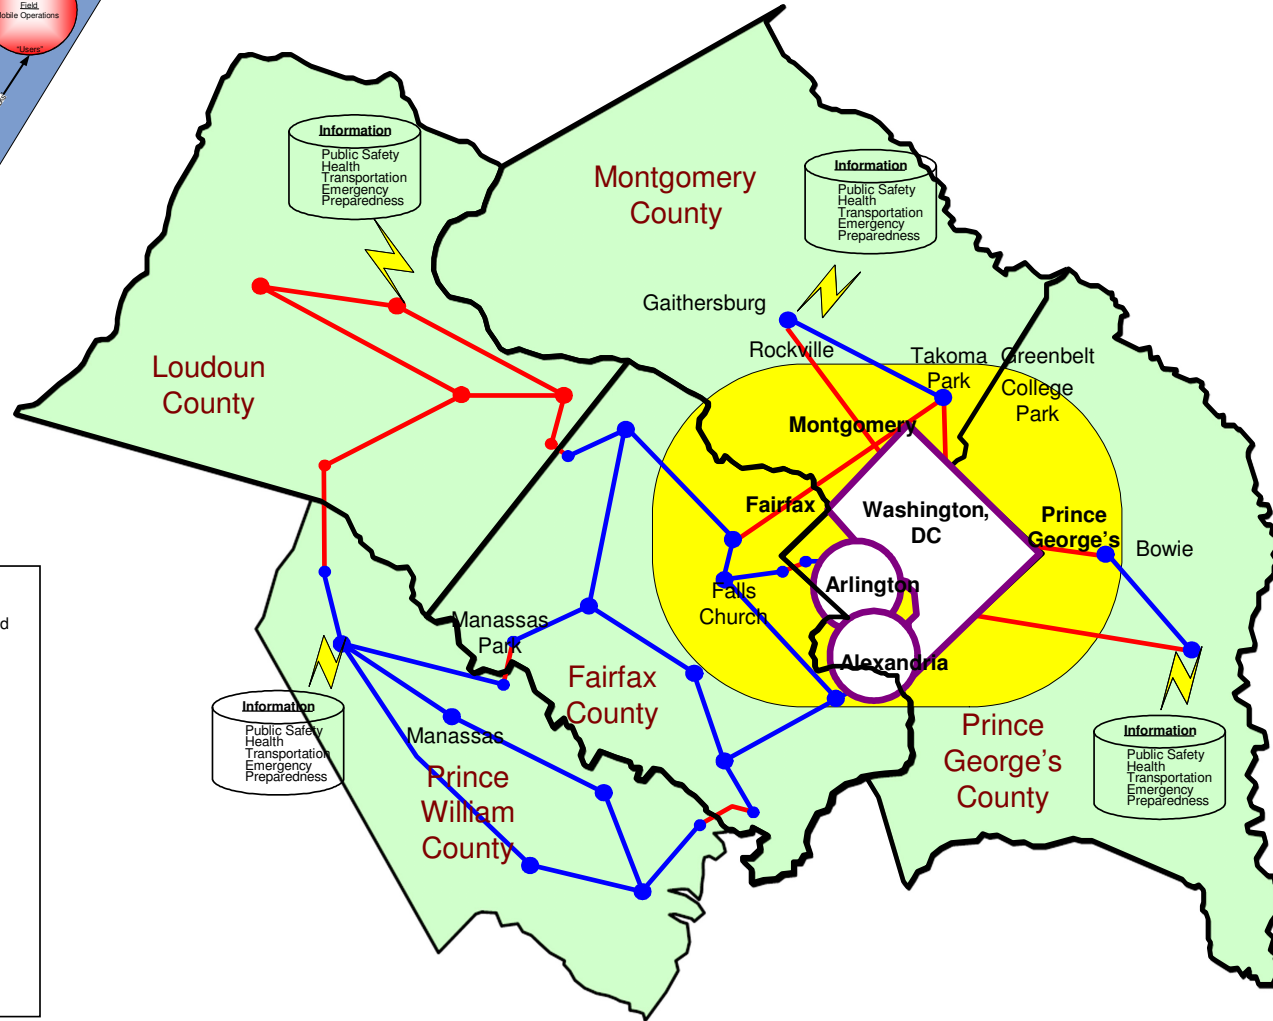 Field
Mobile Operations
"Users"
Information
Public Safety
Health
Transportation
Emergency
Preparedness
Montgomery
County
Information
Public Safety
Health
Transportation
Emergency
Preparedness
Gaithersburg
Rockville
Takoma
Park
Greenbelt
College
Park
Loudoun
County
Montgomery
Fairfax
Washington,
DC
Prince
George's
Bowie
Arlington
Falls
Church
Manassas
Park
Alexandria
Fairfax
County
Information
Public Safety
Health
Transportation
Emergency
Preparedness
Manassas
Prince
William
County
Prince
George's
County
Information
Public Safety
Health
Transportation
Emergency
Preparedness